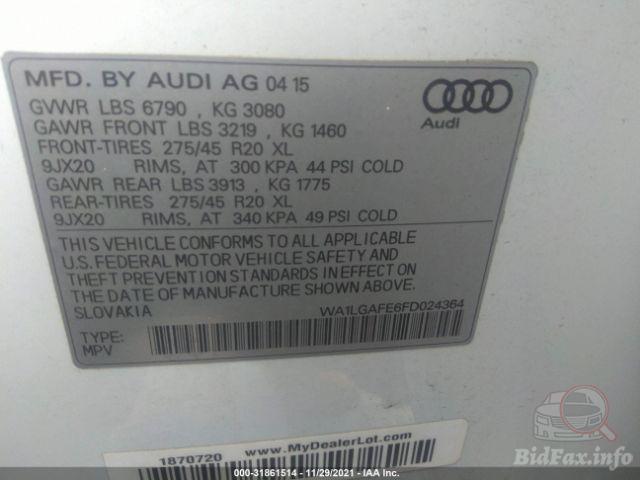 MFD. BY AUDI AG 04 15
GVWR LBS 6790 , KG 3080
GAWR FRONT LBS 3219 , KG 1460
FRONT-TIRES 275/45 R20 XL
9JX20 RIMS, AT 300 KPA 44 PSI COLD
GAWR REAR LBS 3913 , KG 1775
REAR-TIRES 275/45 R20 XL
9JX20 RIMS, AT 340 KPA 49 PSI COLD
Audi
THIS VEHICLE CONFORMS TO ALL APPLICABLE
U.S. FEDERAL MOTOR VEHICLE SAFETY AND
THEFT PREVENTION STANDARDS IN EFFECT ON
THE DATE OF MANUFACTURE SHOWN ABOVE.
SLOVAKIA WA1LGAFE6FD024364
TYPE:
MPV
1870720 www.MyDealerLot.com
000-31861514 - 11/29/2021 - IAA Inc.
BidFax.info